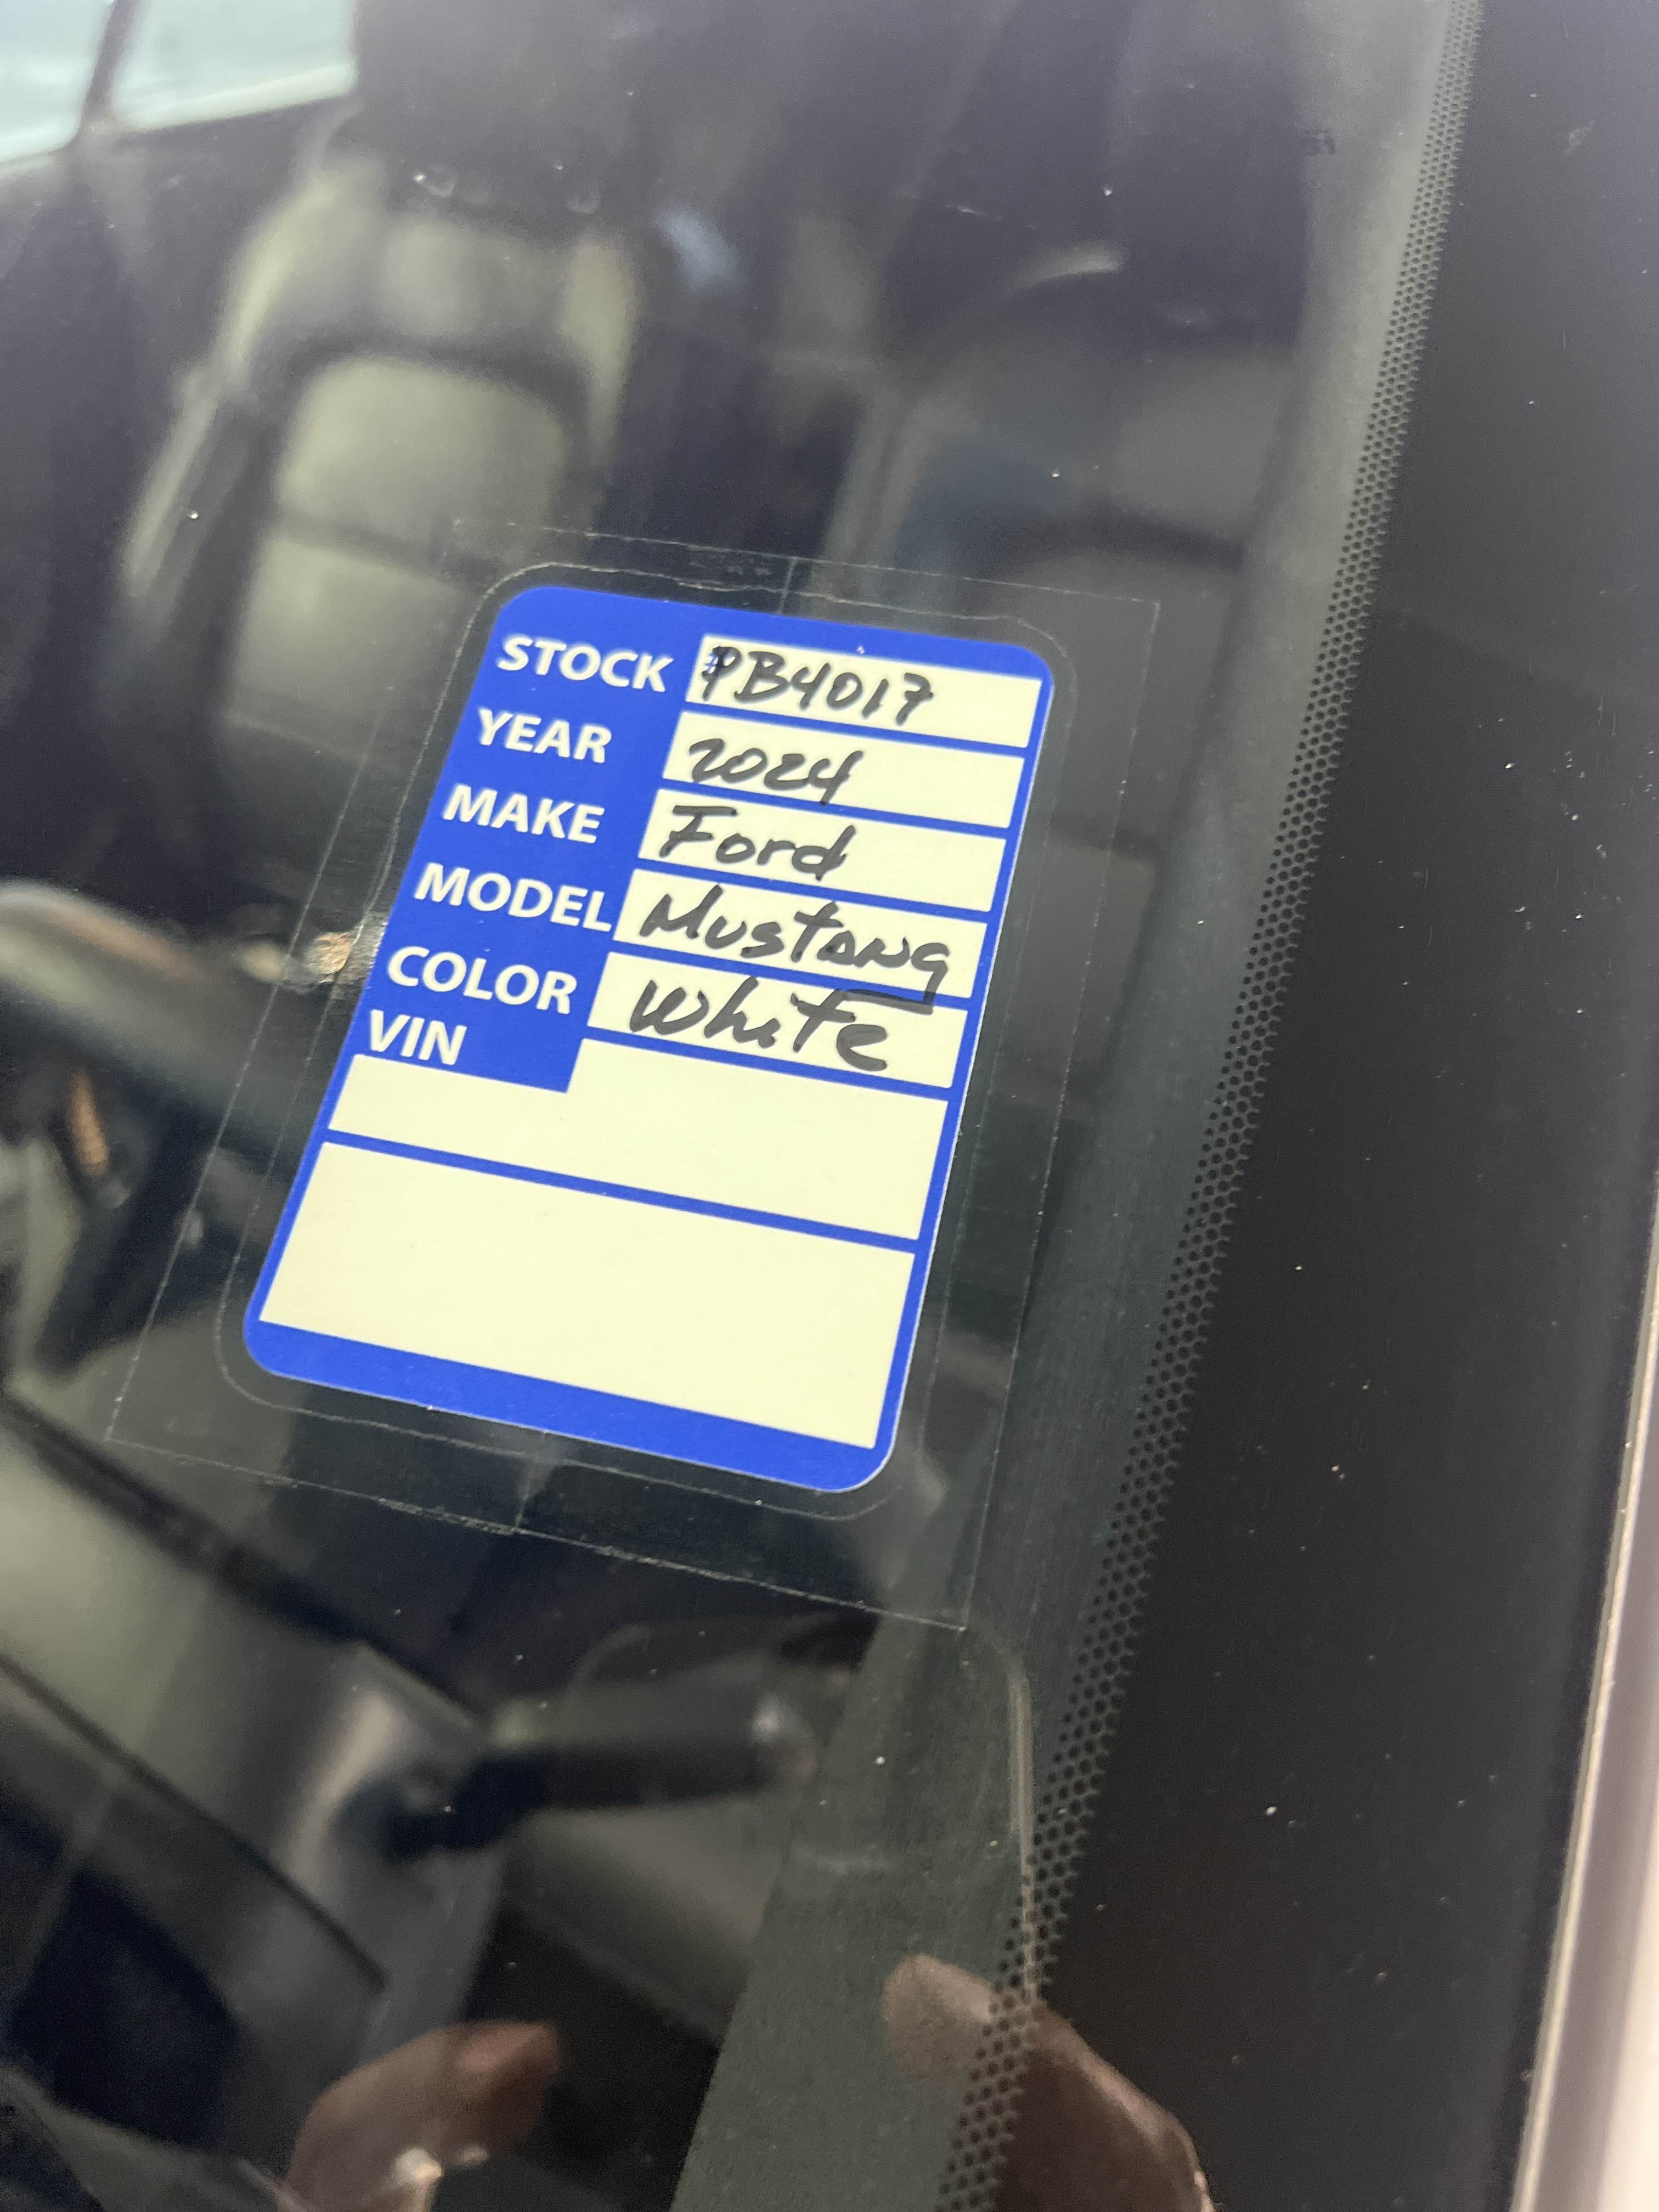 STOCK #PB4017
YEAR 2024
MAKE Ford
MODEL Mustang
COLOR White
VIN